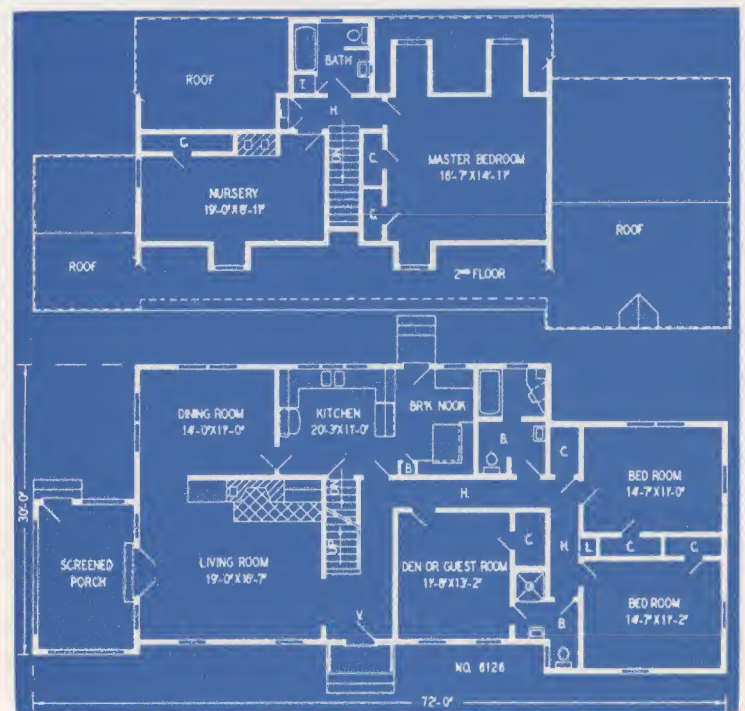 ROOF
BATH
T.
H.
C.
DN
C.
MASTER BEDROOM
16'-7"X14'-11"
NURSERY
19'-0"X8'-11"
C.
ROOF
ROOF
2ND FLOOR
DINING ROOM
14'-0"X11'-0"
KITCHEN
20'-3"X11'-0"
BR'K NOOK
B.
B.
C.
BED ROOM
14'-7"X11'-0"
30'-0"
DN
H.
SCREENED
PORCH
LIVING ROOM
19'-0"X16'-7"
UP
DEN OR GUEST ROOM
11'-8"X13'-2"
C.
H.
L.
C.
C.
V.
B.
BED ROOM
14'-7"X11'-2"
NO. 6126
72'-0"